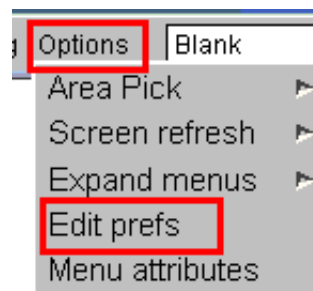 Options Blank
Area Pick
Screen refresh
Expand menus
Edit prefs
Menu attributes